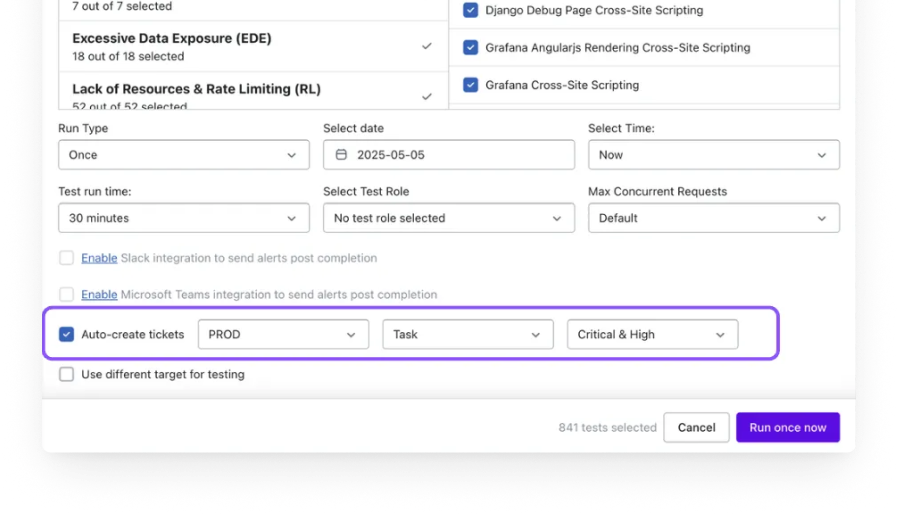 7 out of 7 selected
Excessive Data Exposure (EDE)
18 out of 18 selected
Lack of Resources & Rate Limiting (RL)
52 out of 52 selected
Django Debug Page Cross-Site Scripting
Grafana Angularjs Rendering Cross-Site Scripting
Grafana Cross-Site Scripting
Run Type
Select date
Select Time:
Once
2025-05-05
Now
Test run time:
Select Test Role
Max Concurrent Requests
30 minutes
No test role selected
Default
Enable Slack integration to send alerts post completion
Enable Microsoft Teams integration to send alerts post completion
Auto-create tickets PROD Task Critical & High
Use different target for testing
841 tests selected Cancel Run once now